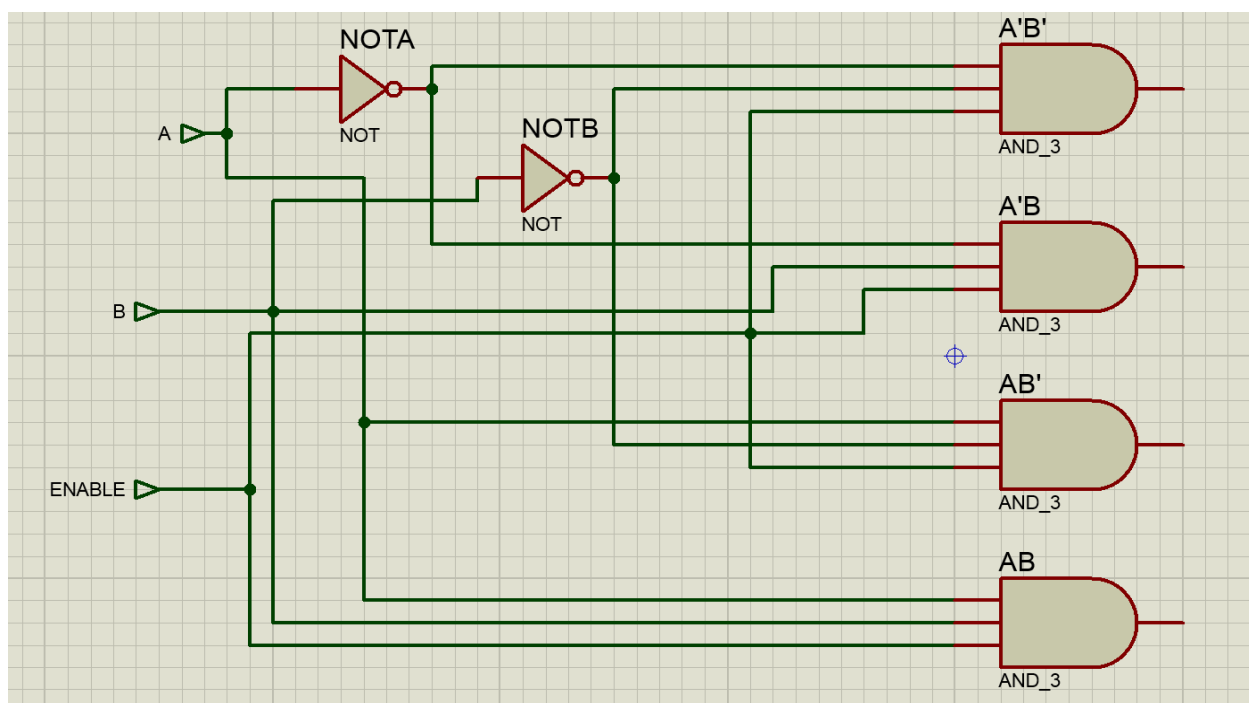 A'B'
NOTA
A
NOT
NOTB
AND_3
A'B
NOT
B
AND_3
AB'
ENABLE
AND_3
AB
AND_3